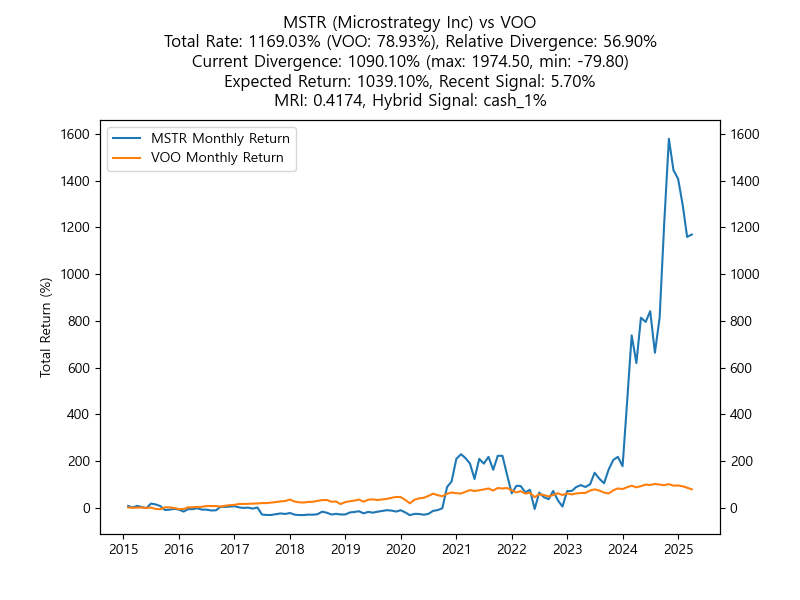 MSTR (Microstrategy Inc) vs VOO
Total Rate: 1169.03% (VOO: 78.93%), Relative Divergence: 56.90%
Current Divergence: 1090.10% (max: 1974.50, min: -79.80)
Expected Return: 1039.10%, Recent Signal: 5.70%
MRI: 0.4174, Hybrid Signal: cash_1%
MSTR Monthly Return
VOO Monthly Return
Total Return (%)
1600
1400
1200
1000
800
600
400
200
0
1600
1400
1200
1000
800
600
400
200
0
2015 2016 2017 2018 2019 2020 2021 2022 2023 2024 2025